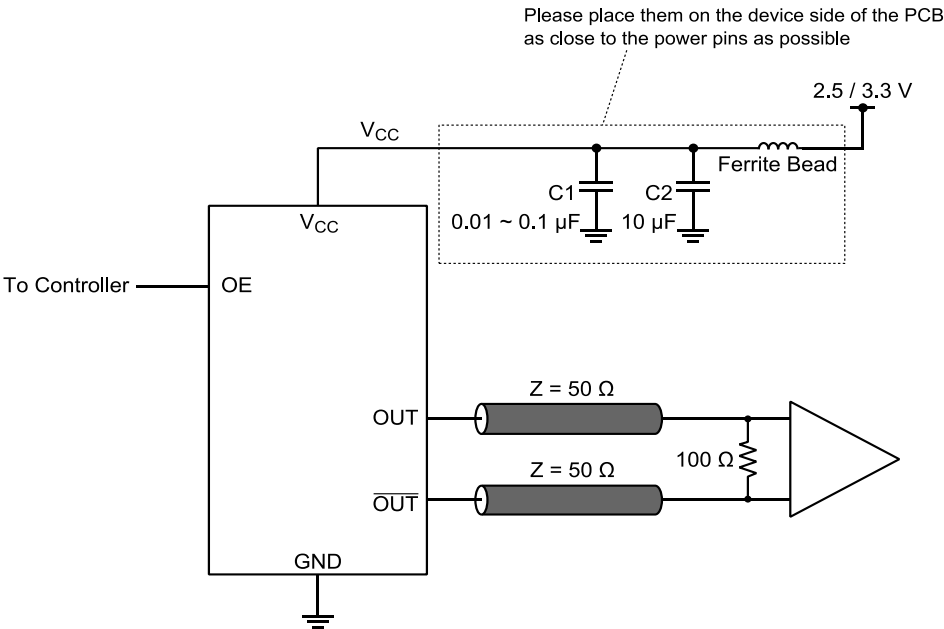 Please place them on the device side of the PCB
as close to the power pins as possible
2.5 / 3.3 V
VCC
Ferrite Bead
C1
C2
0.01 ~ 0.1 µF
10 µF
VCC
To Controller
OE
Z = 50 Ω
OUT
100 Ω
Z = 50 Ω
OUT
GND